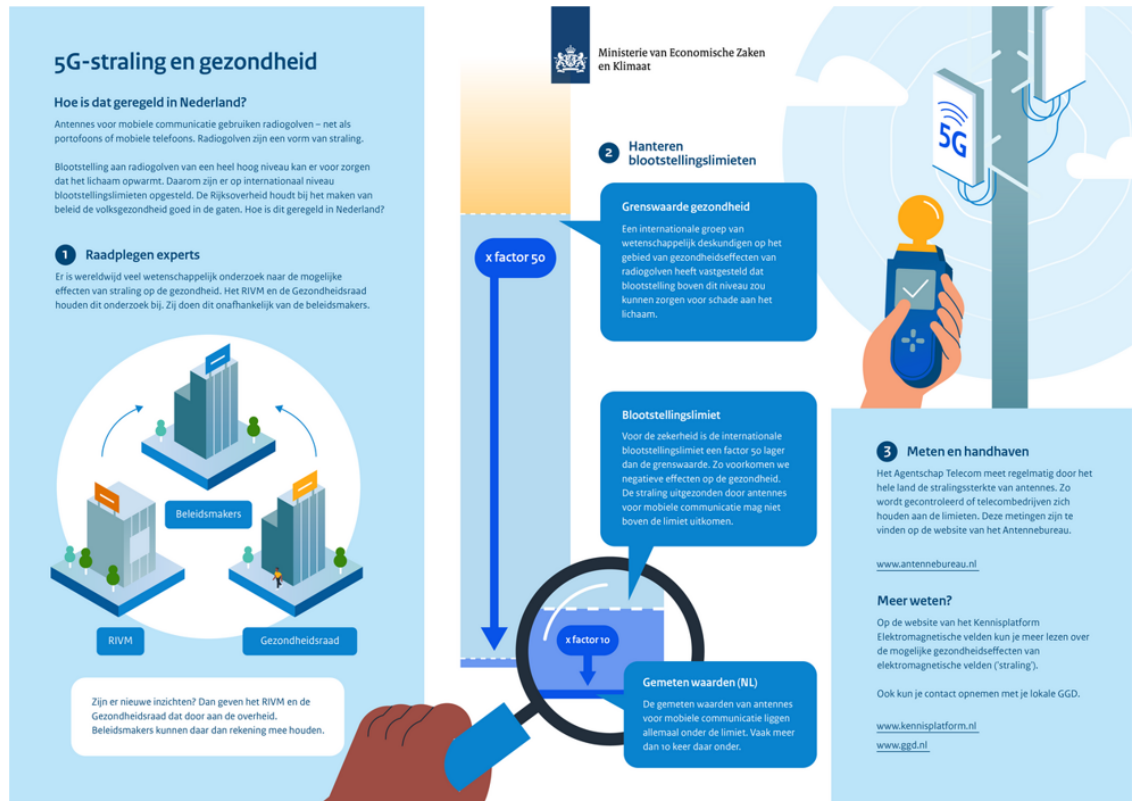 5G-straling en gezondheid
Hoe is dat geregeld in Nederland?
Antennes voor mobiele communicatie gebruiken radiogolven – net als
portofoons of mobiele telefoons. Radiogolven zijn een vorm van straling.
Blootstelling aan radiogolven van een heel hoog niveau kan er voor zorgen
dat het lichaam opwarmt. Daarom zijn er op internationaal niveau
blootstellingslimieten opgesteld. De Rijksoverheid houdt bij het maken van
beleid de volksgezondheid goed in de gaten. Hoe is dit geregeld in Nederland?
1 Raadplegen experts
Er is wereldwijd veel wetenschappelijk onderzoek naar de mogelijke
effecten van straling op de gezondheid. Het RIVM en de Gezondheidsraad
houden dit onderzoek bij. Zij doen dit onafhankelijk van de beleidsmakers.
Beleidsmakers
RIVM
Gezondheidsraad
Zijn er nieuwe inzichten? Dan geven het RIVM en de
Gezondheidsraad dat door aan de overheid.
Beleidsmakers kunnen daar dan rekening mee houden.
Ministerie van Economische Zaken
en Klimaat
2 Hanteren
blootstellingslimieten
x factor 50
Grenswaarde gezondheid
Een internationale groep van
wetenschappelijk deskundigen op het
gebied van gezondheidseffecten van
radiogolven heeft vastgesteld dat
blootstelling boven dit niveau zou
kunnen zorgen voor schade aan het
lichaam.
Blootstellingslimiet
Voor de zekerheid is de internationale
blootstellingslimiet een factor 50 lager
dan de grenswaarde. Zo voorkomen we
negatieve effecten op de gezondheid.
De straling uitgezonden door antennes
voor mobiele communicatie mag niet
boven de limiet uitkomen.
x factor 10
Gemeten waarden (NL)
De gemeten waarden van antennes
voor mobiele communicatie liggen
allemaal onder de limiet. Vaak meer
dan 10 keer daar onder.
5G
3 Meten en handhaven
Het Agentschap Telecom meet regelmatig door het
hele land de stralingssterkte van antennes. Zo
wordt gecontroleerd of telecombedrijven zich
houden aan de limieten. Deze metingen zijn te
vinden op de website van het Antennebureau.
www.antennebureau.nl
Meer weten?
Op de website van het Kennisplatform
Elektromagnetische velden kun je meer lezen over
de mogelijke gezondheidseffecten van
elektromagnetische velden ('straling').
Ook kun je contact opnemen met je lokale GGD.
www.kennisplatform.nl
www.ggd.nl